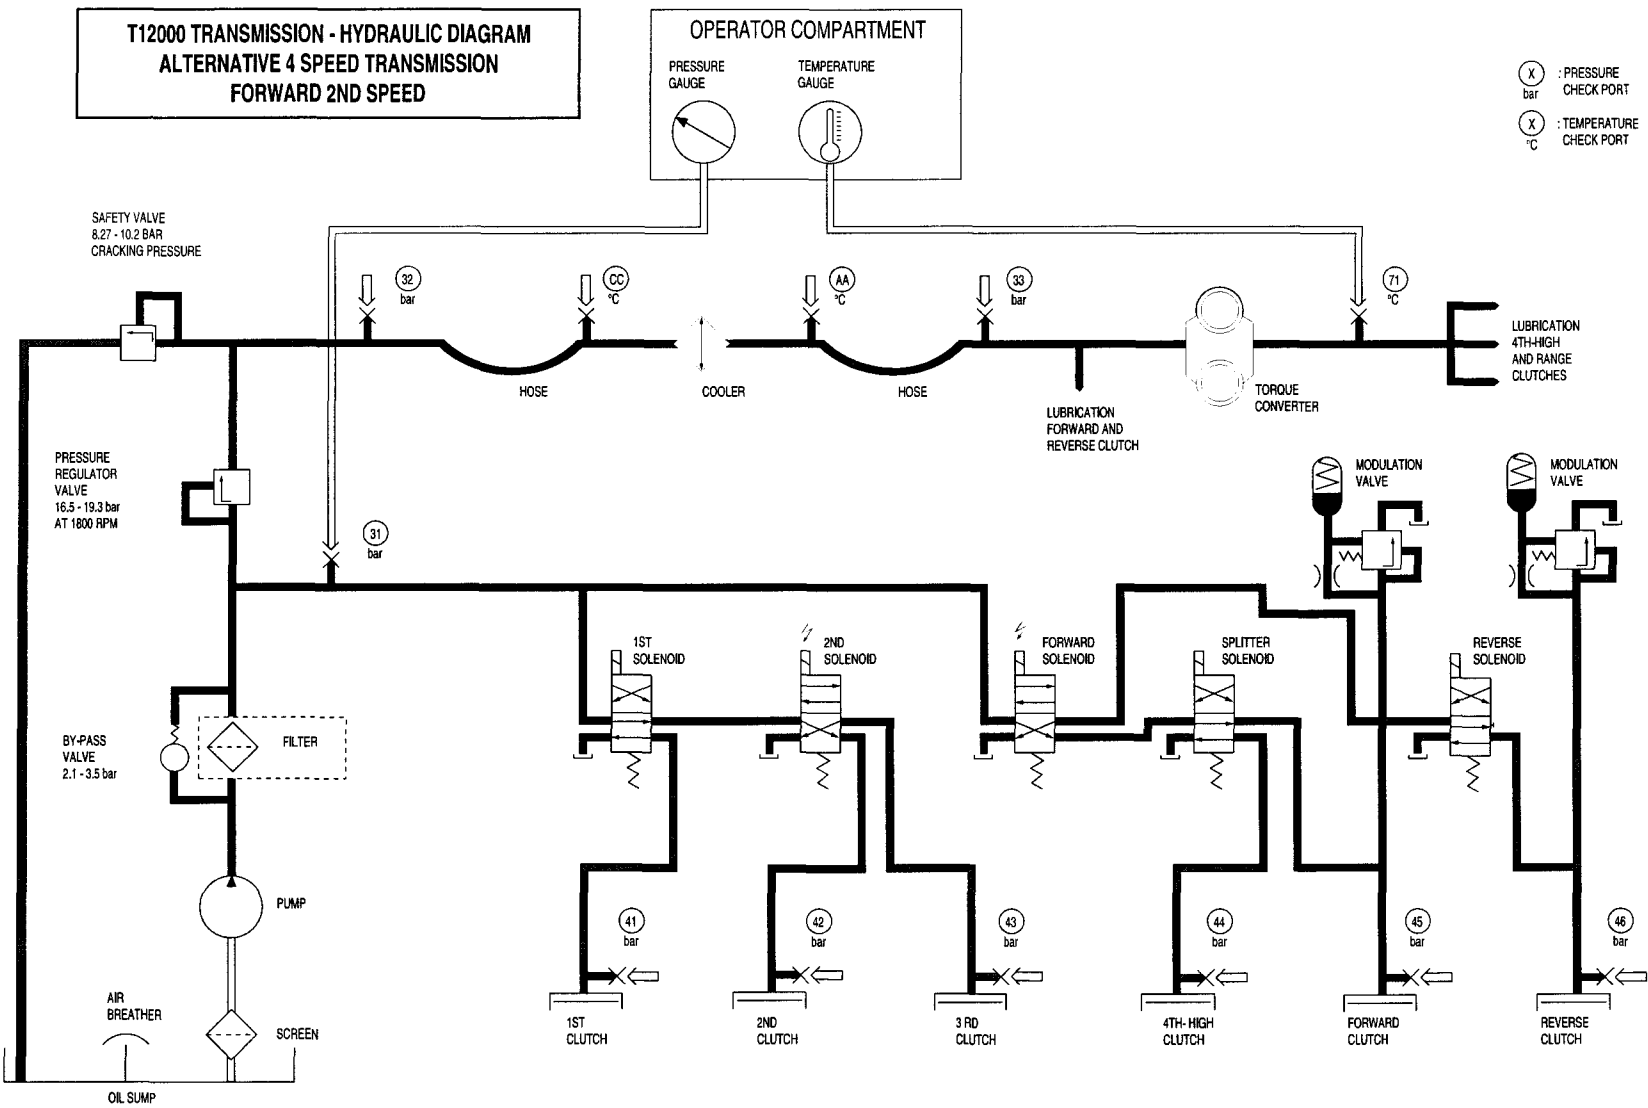 T12000 TRANSMISSION - HYDRAULIC DIAGRAM
ALTERNATIVE 4 SPEED TRANSMISSION
FORWARD 2ND SPEED
OPERATOR COMPARTMENT
PRESSURE
GAUGE
TEMPERATURE
GAUGE
X
bar
: PRESSURE
CHECK PORT
X
°C
: TEMPERATURE
CHECK PORT
SAFETY VALVE
8.27 - 10.2 BAR
CRACKING PRESSURE
32
bar
CC
°C
AA
°C
33
bar
71
°C
HOSE
COOLER
HOSE
LUBRICATION
FORWARD AND
REVERSE CLUTCH
TORQUE
CONVERTER
LUBRICATION
4TH-HIGH
AND RANGE
CLUTCHES
PRESSURE
REGULATOR
VALVE
16.5 - 19.3 bar
AT 1800 RPM
31
bar
MODULATION
VALVE
MODULATION
VALVE
1ST
SOLENOID
2ND
SOLENOID
FORWARD
SOLENOID
SPLITTER
SOLENOID
REVERSE
SOLENOID
BY-PASS
VALVE
2.1 - 3.5 bar
FILTER
PUMP
41
bar
42
bar
43
bar
44
bar
45
bar
46
bar
AIR
BREATHER
SCREEN
OIL SUMP
1ST
CLUTCH
2ND
CLUTCH
3 RD
CLUTCH
4TH- HIGH
CLUTCH
FORWARD
CLUTCH
REVERSE
CLUTCH